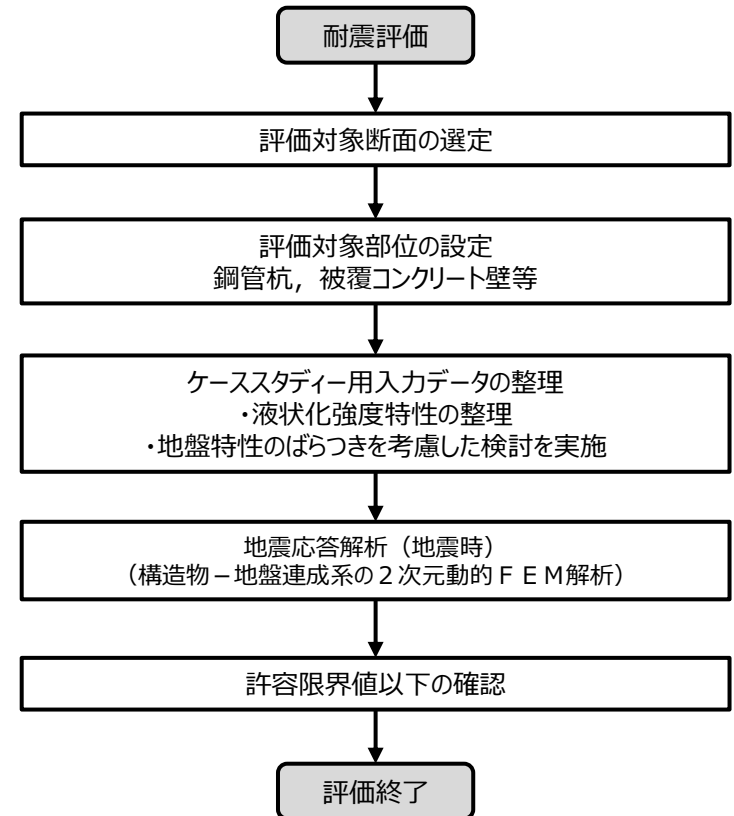 耐震評価
評価対象断面の選定
評価対象部位の設定
鋼管杭，被覆コンクリート壁等
ケーススタディー用入力データの整理
・液状化強度特性の整理
・地盤特性のばらつきを考慮した検討を実施
地震応答解析（地震時）
（構造物－地盤連成系の２次元動的ＦＥＭ解析）
許容限界値以下の確認
評価終了